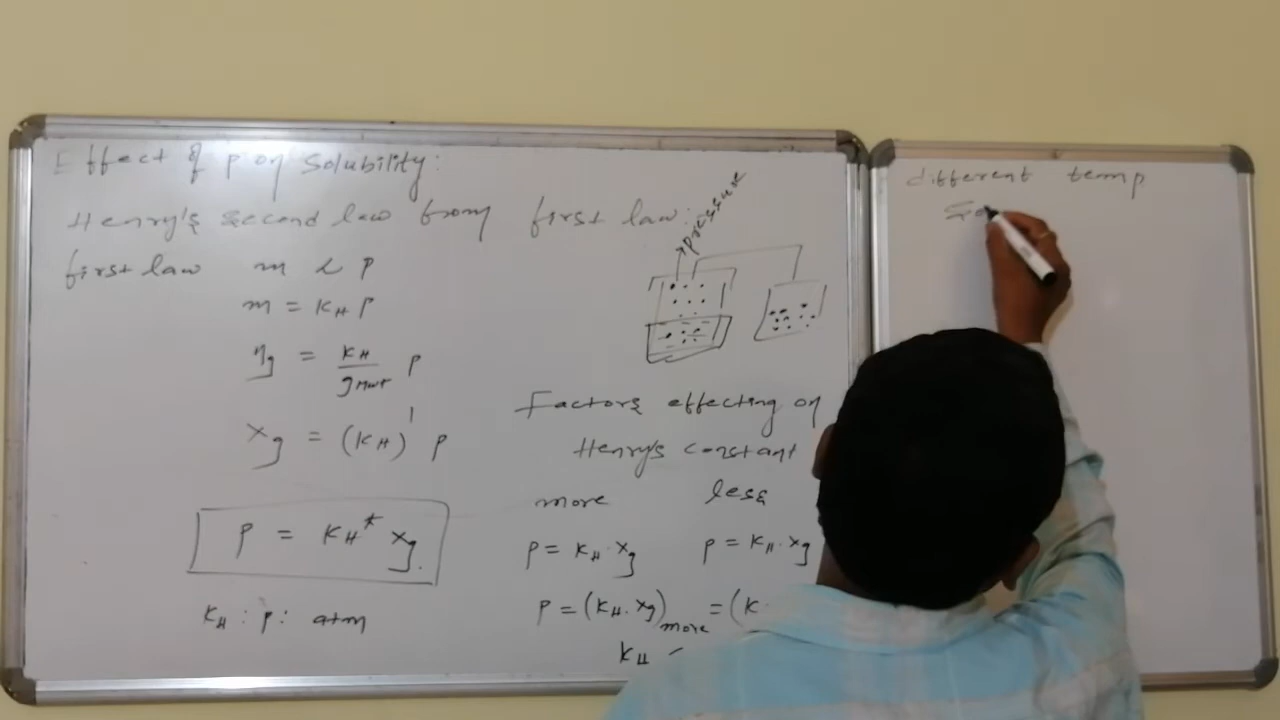 Effect of P on Solubility:
Henry's second law from first law:
first law m α P
m = KH P
ηg = KH/gMwt P
xg = (KH)' P
P = KH* xg.
KH : P : atm
pressure
Factors effecting on
Henry's constant
more less
P = KH . xg P = KH . xg
P = (KH . xg)more = (K
KH
different temp